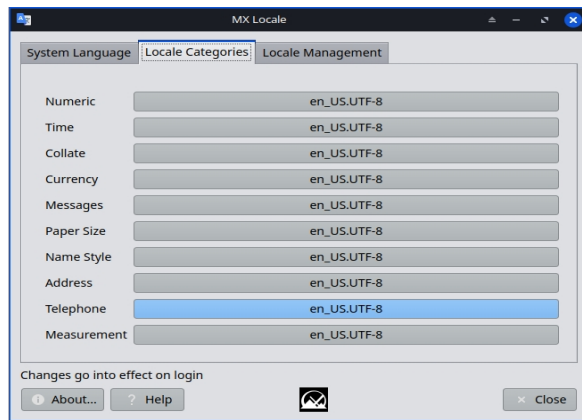 MX Locale
System Language Locale Categories Locale Management
Numeric en_US.UTF-8
Time en_US.UTF-8
Collate en_US.UTF-8
Currency en_US.UTF-8
Messages en_US.UTF-8
Paper Size en_US.UTF-8
Name Style en_US.UTF-8
Address en_US.UTF-8
Telephone en_US.UTF-8
Measurement en_US.UTF-8
Changes go into effect on login
About... ? Help × Close